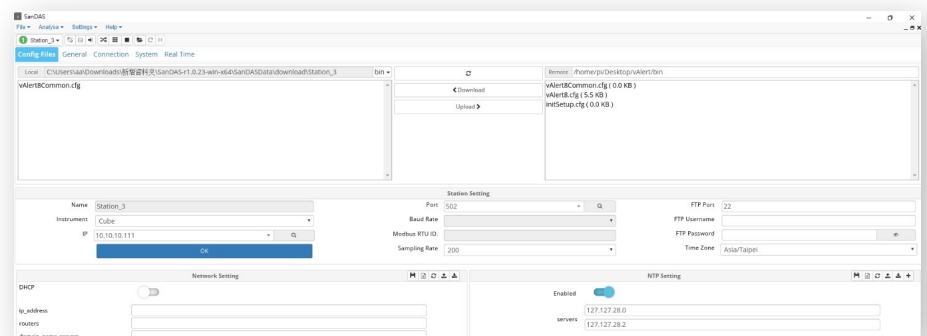 SanDAS
File Analyse Settings Help
1 Station_3
Config Files General Connection System Real Time
Local C:\Users\aa\Downloads\新增資料夾\SanDAS-r1.0.23-win-x64\SanDASData\download\Station_3 bin
Remote /home/pi/Desktop/vAlert/bin
vAlert8Common.cfg
Download
Upload
vAlert8Common.cfg ( 0.0 KB )
vAlert8.cfg ( 5.5 KB )
initSetup.cfg ( 0.0 KB )
Station Setting
Name Station_3 Port 502 FTP Port 22
Instrument Cube Baud Rate FTP Username
IP 10.10.10.111 Modbus RTU ID. FTP Password
OK Sampling Rate 200 Time Zone Asia/Taipei
Network Setting NTP Setting
DHCP Enabled
ip_address 127.127.28.0
routers servers 127.127.28.2